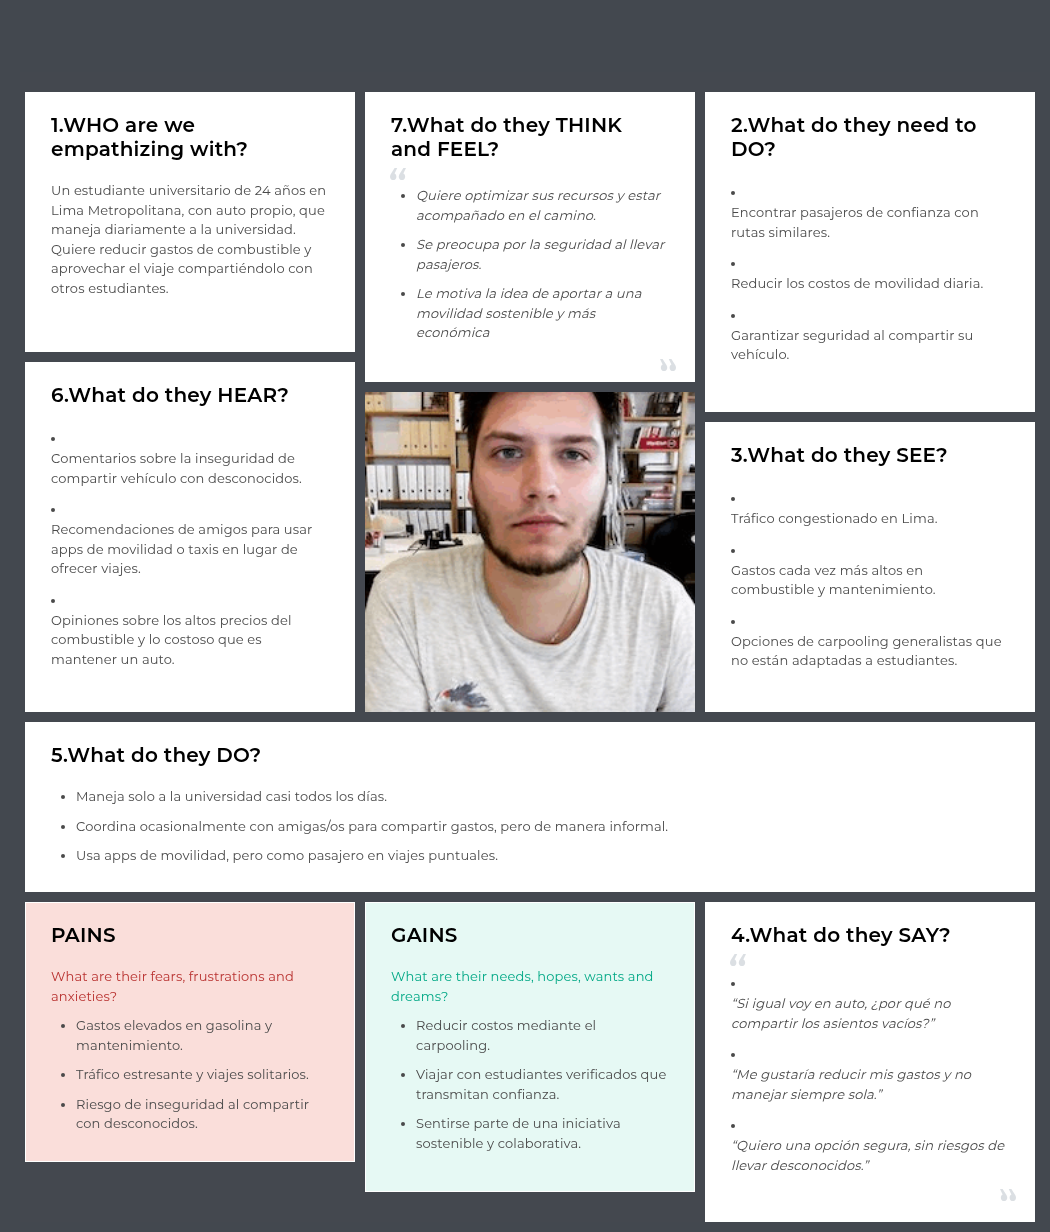 1.WHO are we
empathizing with?
Un estudiante universitario de 24 años en
Lima Metropolitana, con auto propio, que
maneja diariamente a la universidad.
Quiere reducir gastos de combustible y
aprovechar el viaje compartiéndolo con
otros estudiantes.
7.What do they THINK
and FEEL?
“
• Quiere optimizar sus recursos y estar
acompañado en el camino.
• Se preocupa por la seguridad al llevar
pasajeros.
• Le motiva la idea de aportar a una
movilidad sostenible y más
económica
”
2.What do they need to
DO?
•
Encontrar pasajeros de confianza con
rutas similares.
•
Reducir los costos de movilidad diaria.
•
Garantizar seguridad al compartir su
vehículo.
6.What do they HEAR?
•
Comentarios sobre la inseguridad de
compartir vehículo con desconocidos.
•
Recomendaciones de amigos para usar
apps de movilidad o taxis en lugar de
ofrecer viajes.
•
Opiniones sobre los altos precios del
combustible y lo costoso que es
mantener un auto.
3.What do they SEE?
•
Tráfico congestionado en Lima.
•
Gastos cada vez más altos en
combustible y mantenimiento.
•
Opciones de carpooling generalistas que
no están adaptadas a estudiantes.
5.What do they DO?
• Maneja solo a la universidad casi todos los días.
• Coordina ocasionalmente con amigas/os para compartir gastos, pero de manera informal.
• Usa apps de movilidad, pero como pasajero en viajes puntuales.
PAINS
What are their fears, frustrations and
anxieties?
• Gastos elevados en gasolina y
mantenimiento.
• Tráfico estresante y viajes solitarios.
• Riesgo de inseguridad al compartir
con desconocidos.
GAINS
What are their needs, hopes, wants and
dreams?
• Reducir costos mediante el
carpooling.
• Viajar con estudiantes verificados que
transmitan confianza.
• Sentirse parte de una iniciativa
sostenible y colaborativa.
4.What do they SAY?
“
•
“Si igual voy en auto, ¿por qué no
compartir los asientos vacíos?”
•
“Me gustaría reducir mis gastos y no
manejar siempre sola.”
•
“Quiero una opción segura, sin riesgos de
llevar desconocidos.”
”